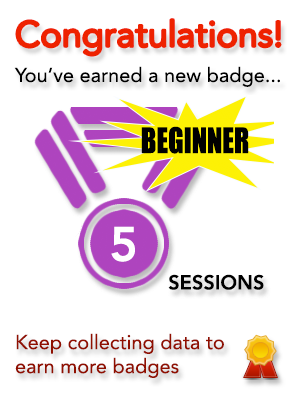 Congratulations!
You've earned a new badge...
BEGINNER
5
SESSIONS
Keep collecting data to
earn more badges